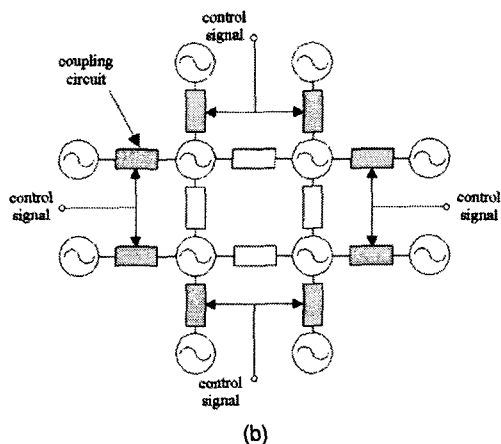 control
signal
coupling
circuit
control
signal
control
signal
control
signal
(b)